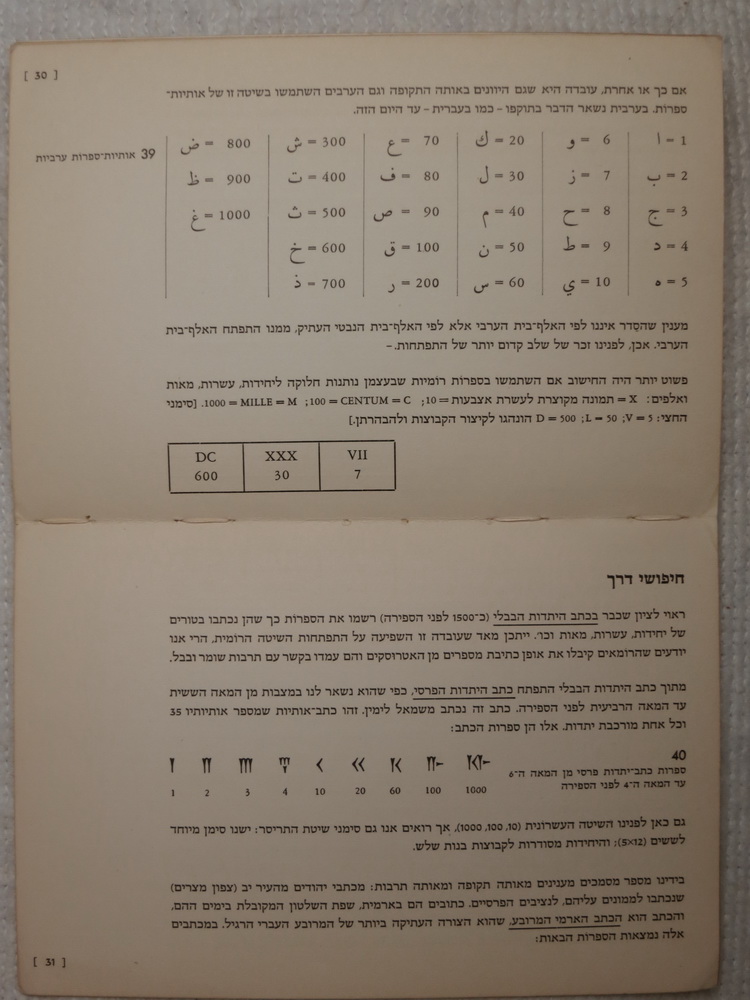 [ 30 ]
אם כך או אחרת, עובדה היא שגם היוונים באותה התקופה וגם הערבים השתמשו בשיטה זו של אותיות־
ספרות. בערבית נשאר הדבר בתוקפו – כמו בעברית – עד היום הזה.
39 אותיות־ספרות ערביות
1 = ا 6 = و 20 = ك 70 = ع 300 = ش 800 = ض
2 = ب 7 = ز 30 = ل 80 = ف 400 = ت 900 = ظ
3 = ج 8 = ح 40 = م 90 = ص 500 = ث 1000 = غ
4 = د 9 = ط 50 = ن 100 = ق 600 = خ
5 = ه 10 = ي 60 = س 200 = ر 700 = ذ
מענין שהסֵדר איננו לפי האלף־בית הערבי אלא לפי האלף־בית הנבטי העתיק, ממנו התפתח האלף־בית
הערבי. אכן, לפנינו זכר של שלב קדום יותר של התפתחות. –
פשוט יותר היה החישוב אם השתמשו בספרות רומיות שבעצמן נותנות חלוקה ליחידות, עשרות, מאות
ואלפים: X = תמונה מקוצרת לעשרת אצבעות = 10; 100 = CENTUM = C; 1000 = MILLE = M. [סימני
החצי: V = 5; L = 50; D = 500 הונהגו לקיצור הקבוצות ולהבהרתן.]
DC XXX VII
600 30 7
חיפושי דרך
ראוי לציון שכבר בכתב היתדות הבבלי (כ־1500 לפני הספירה) רשמו את הספרות כך שהן נכתבו בטורים
של יחידות, עשרות, מאות וכו׳. ייתכן מאד שעובדה זו השפיעה על התפתחות השיטה הרומית, הרי אנו
יודעים שהרומאים קיבלו את אופן כתיבת מספרים מן האטרוסקים והם עמדו בקשר עם תרבות שומר ובבל.
מתוך כתב היתדות הבבלי התפתח כתב היתדות הפרסי, כפי שהוא נשאר לנו במצבות מן המאה הששית
עד המאה הרביעית לפני הספירה. כתב זה נכתב משמאל לימין. זהו כתב־אותיות שמספר אותיותיו 35
וכל אחת מורכבת יתדות. אלו הן ספרות הכתב:
40
ספרות כתב־יתדות פרסי מן המאה ה־6
עד המאה ה־4 לפני הספירה
1 2 3 4 10 20 60 100 1000
גם כאן לפנינו השיטה העשרונית (10, 100, 1000), אך רואים אנו גם סימני שיטת התריסר: ישנו סימן מיוחד
לששים (5×12); והיחידות מסודרות לקבוצות בנות שלש.
בידינו מספר מסמכים מענינים מאותה תקופה ומאותה תרבות: מכתבי יהודים מהעיר יב (צפון מצרים)
שנכתבו לממונים עליהם, לנציבים הפרסיים. כתובים הם בארמית, שפת השלטון המקובלת בימים ההם,
והכתב הוא הכתב הארמי המרובע, שהוא הצורה העתיקה ביותר של המרובע העברי הרגיל. במכתבים
אלה נמצאות הספרות הבאות:
[ 31 ]